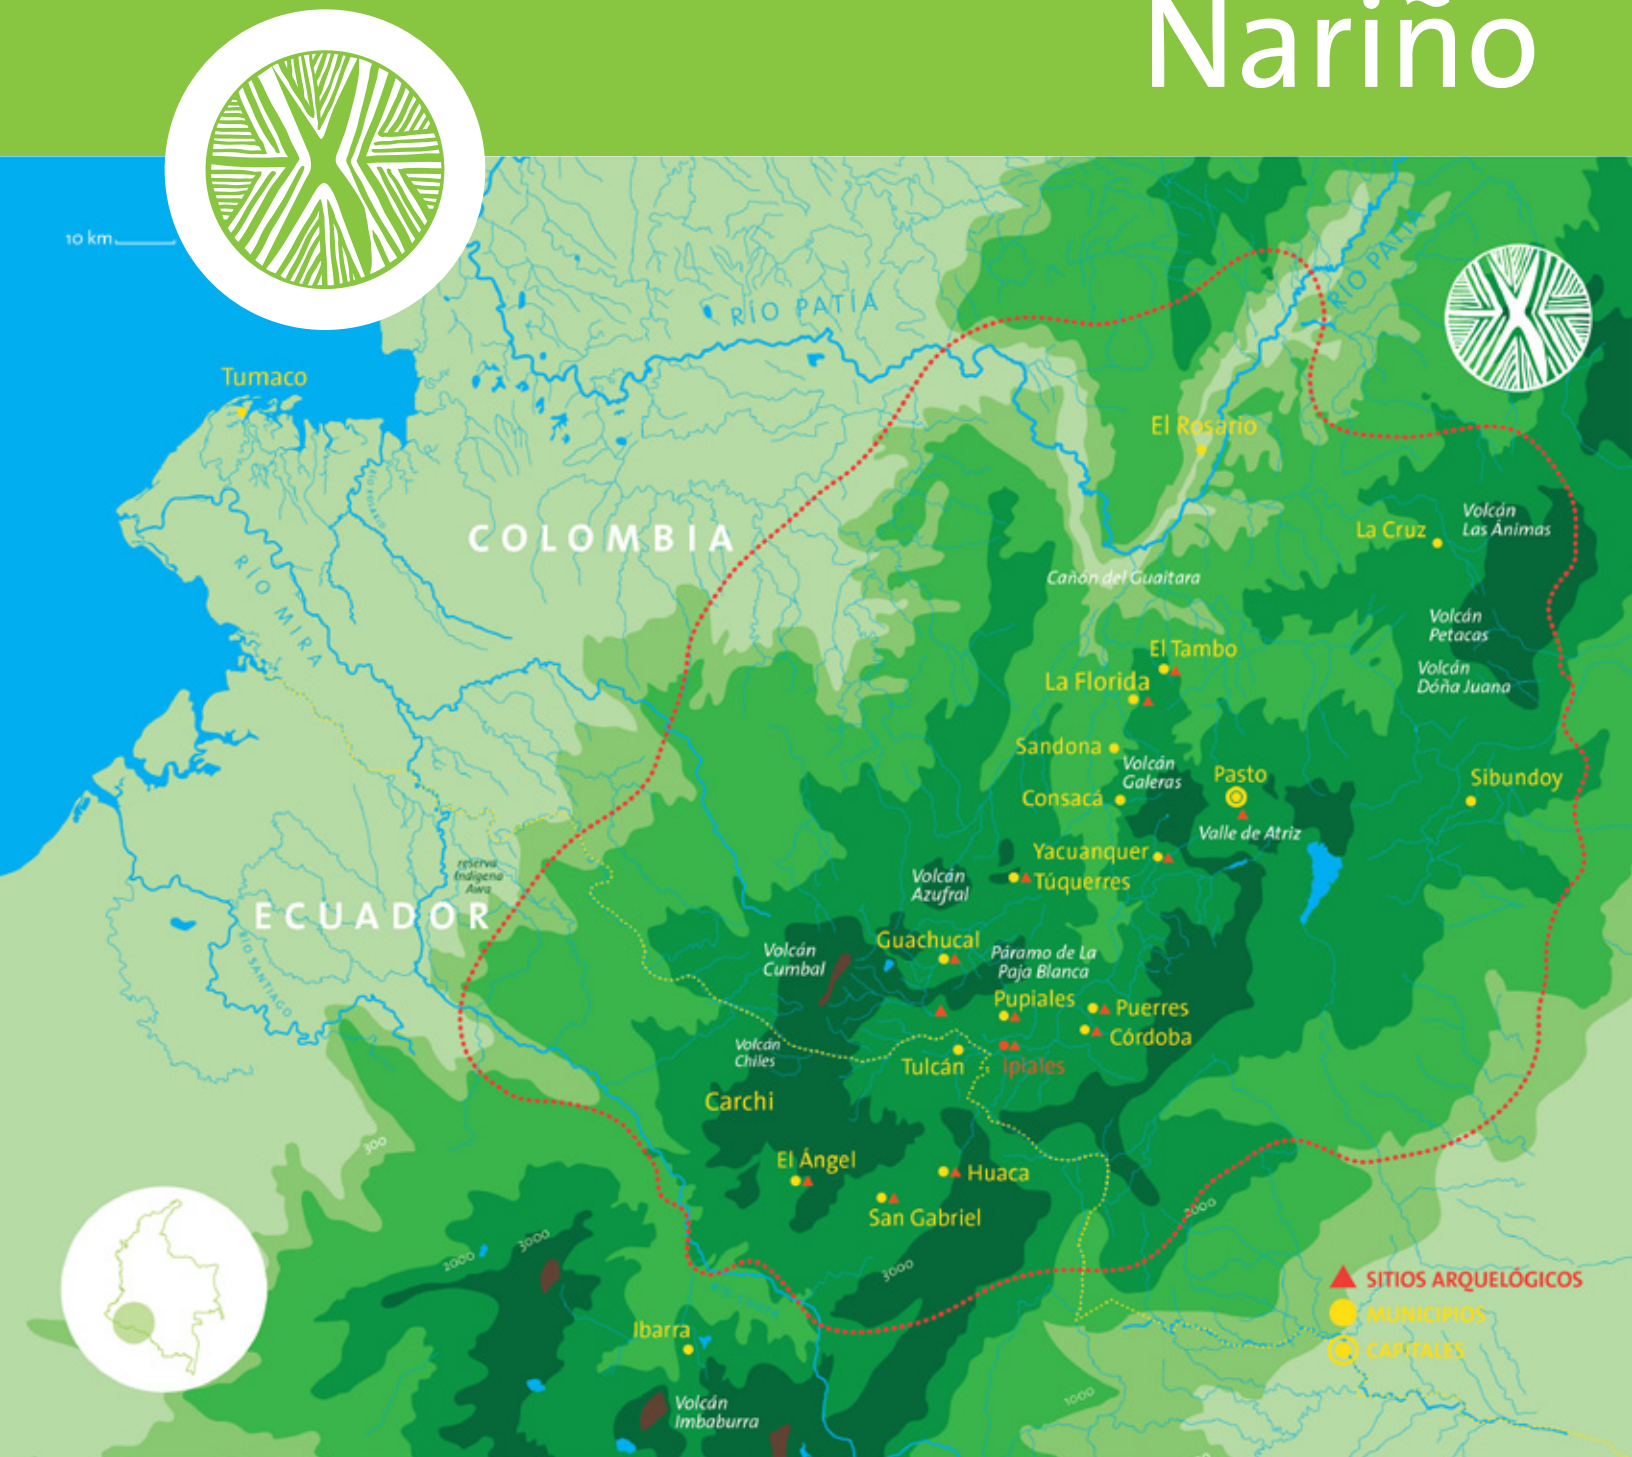 Nariño
10 km
RÍO PATÍA
RÍO PATÍA
Tumaco
El Rosario
COLOMBIA
La Cruz
Volcán
Las Ánimas
RÍO MIRA
Cañón del Guaitara
Volcán
Petacas
El Tambo
La Florida
Volcán
Dóña Juana
Sandona
Volcán
Galeras
Pasto
Sibundoy
Consacá
Valle de Atriz
Yacuanquer
reserva
Indígena
Awa
Volcán
Azufral
Túquerres
ECUADOR
Guachucal
Volcán
Cumbal
Páramo de La
Paja Blanca
RÍO SANTIAGO
Pupiales
Puerres
Córdoba
Volcán
Chiles
Tulcán
Ipiales
Carchi
300
El Ángel
Huaca
San Gabriel
2000
3000
2000
3000
SITIOS ARQUELÓGICOS
MUNICIPIOS
CAPITALES
Ibarra
1000
Volcán
Imbaburra